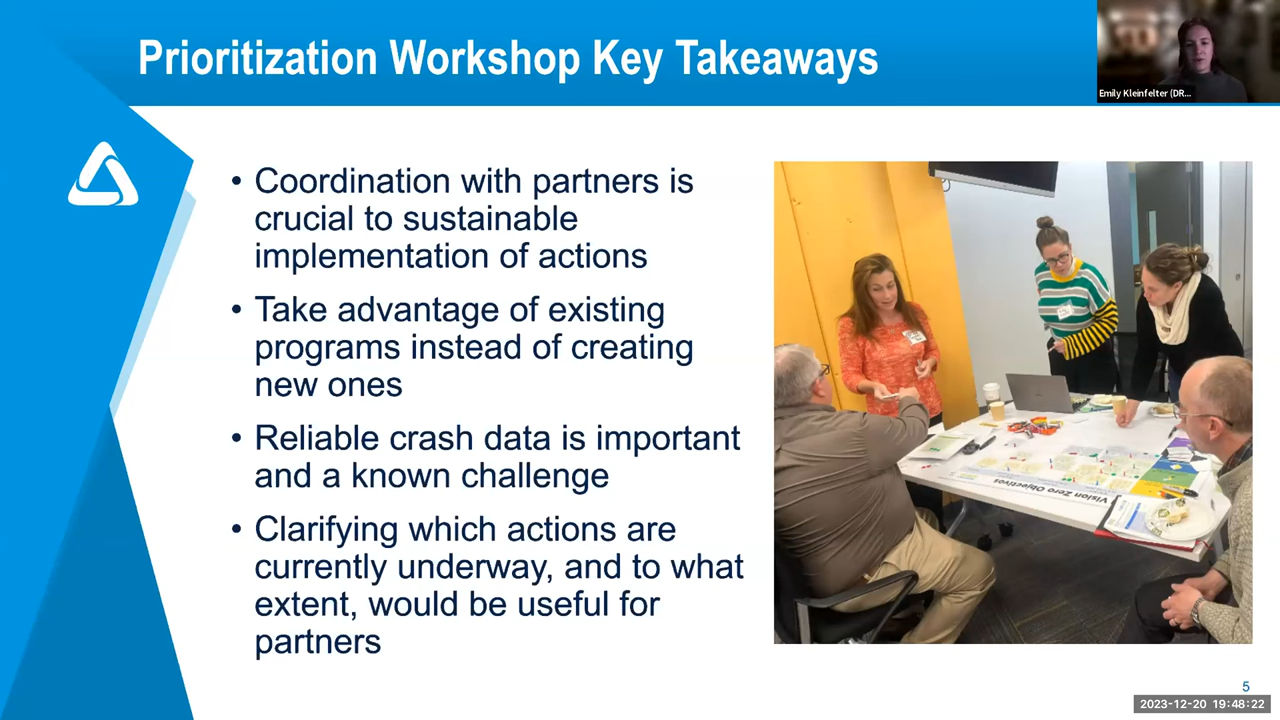 Prioritization Workshop Key Takeaways
Emily Kleinfelter (DR...
• Coordination with partners is
crucial to sustainable
implementation of actions
• Take advantage of existing
programs instead of creating
new ones
• Reliable crash data is important
and a known challenge
• Clarifying which actions are
currently underway, and to what
extent, would be useful for
partners
Vision Zero Objectives
5
2023-12-20 19:48:22